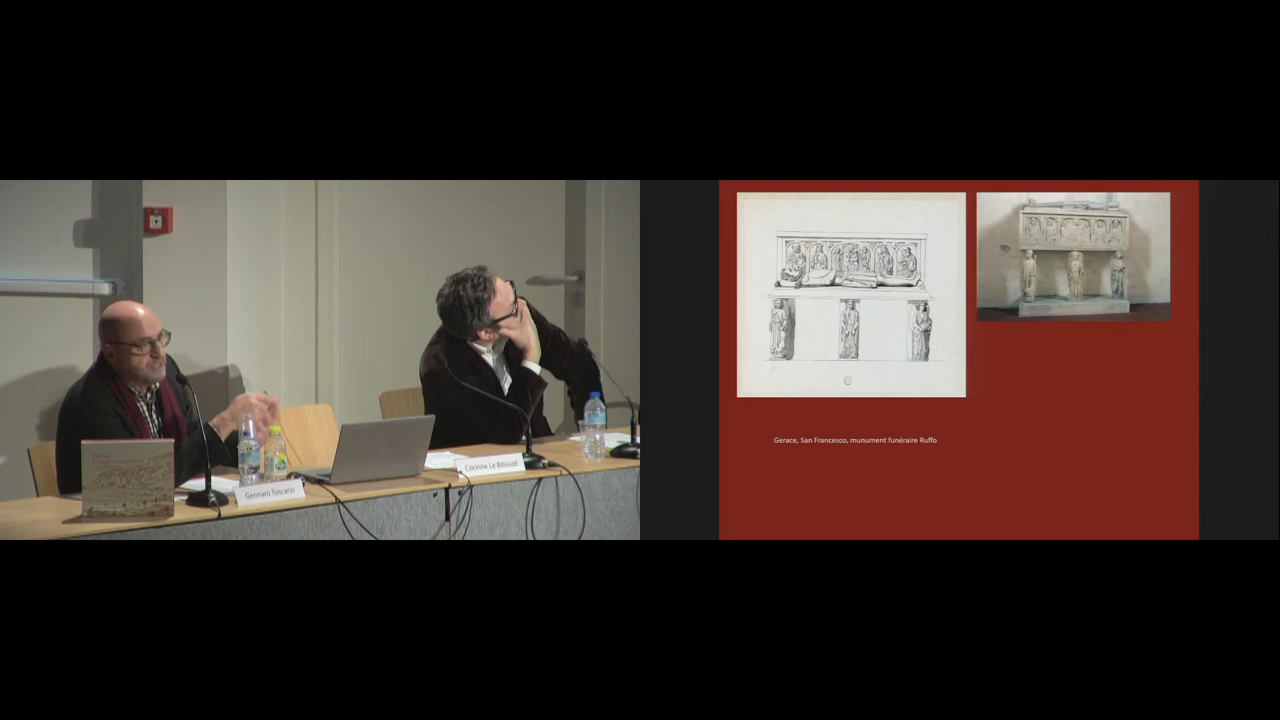 Gennaro Toscano
Corinne Le Bitouzé
Gerace, San Francesco, munument funéraire Ruffo